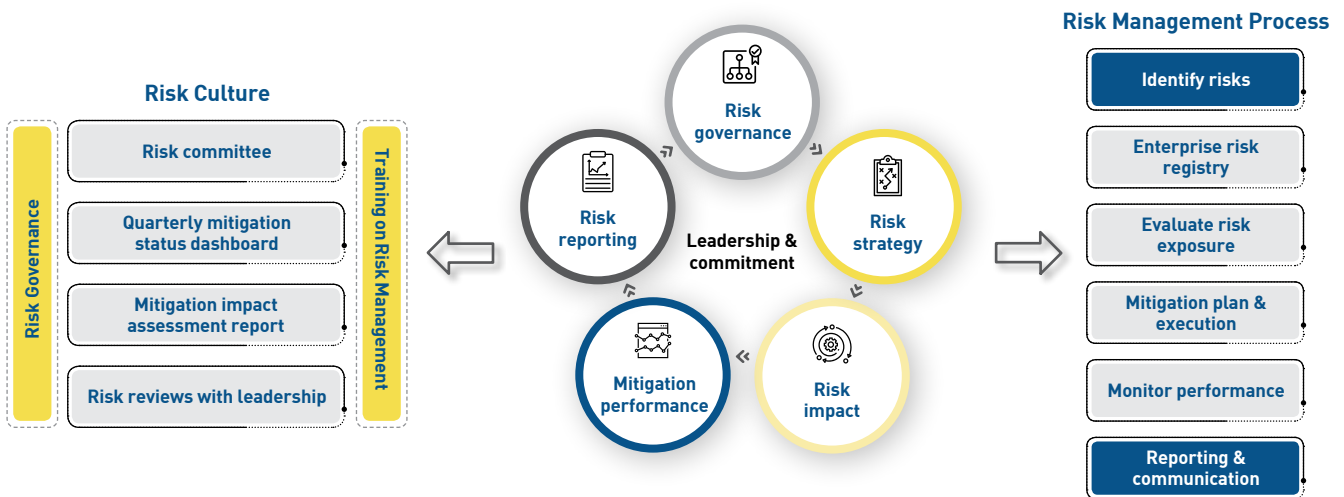 Risk Culture
Risk Governance
Risk committee
Quarterly mitigation
status dashboard
Mitigation impact
assessment report
Risk reviews with leadership
Training on Risk Management
Risk
governance
Risk
strategy
Risk
impact
Mitigation
performance
Risk
reporting
Leadership &
commitment
Risk Management Process
Identify risks
Enterprise risk
registry
Evaluate risk
exposure
Mitigation plan &
execution
Monitor performance
Reporting &
communication